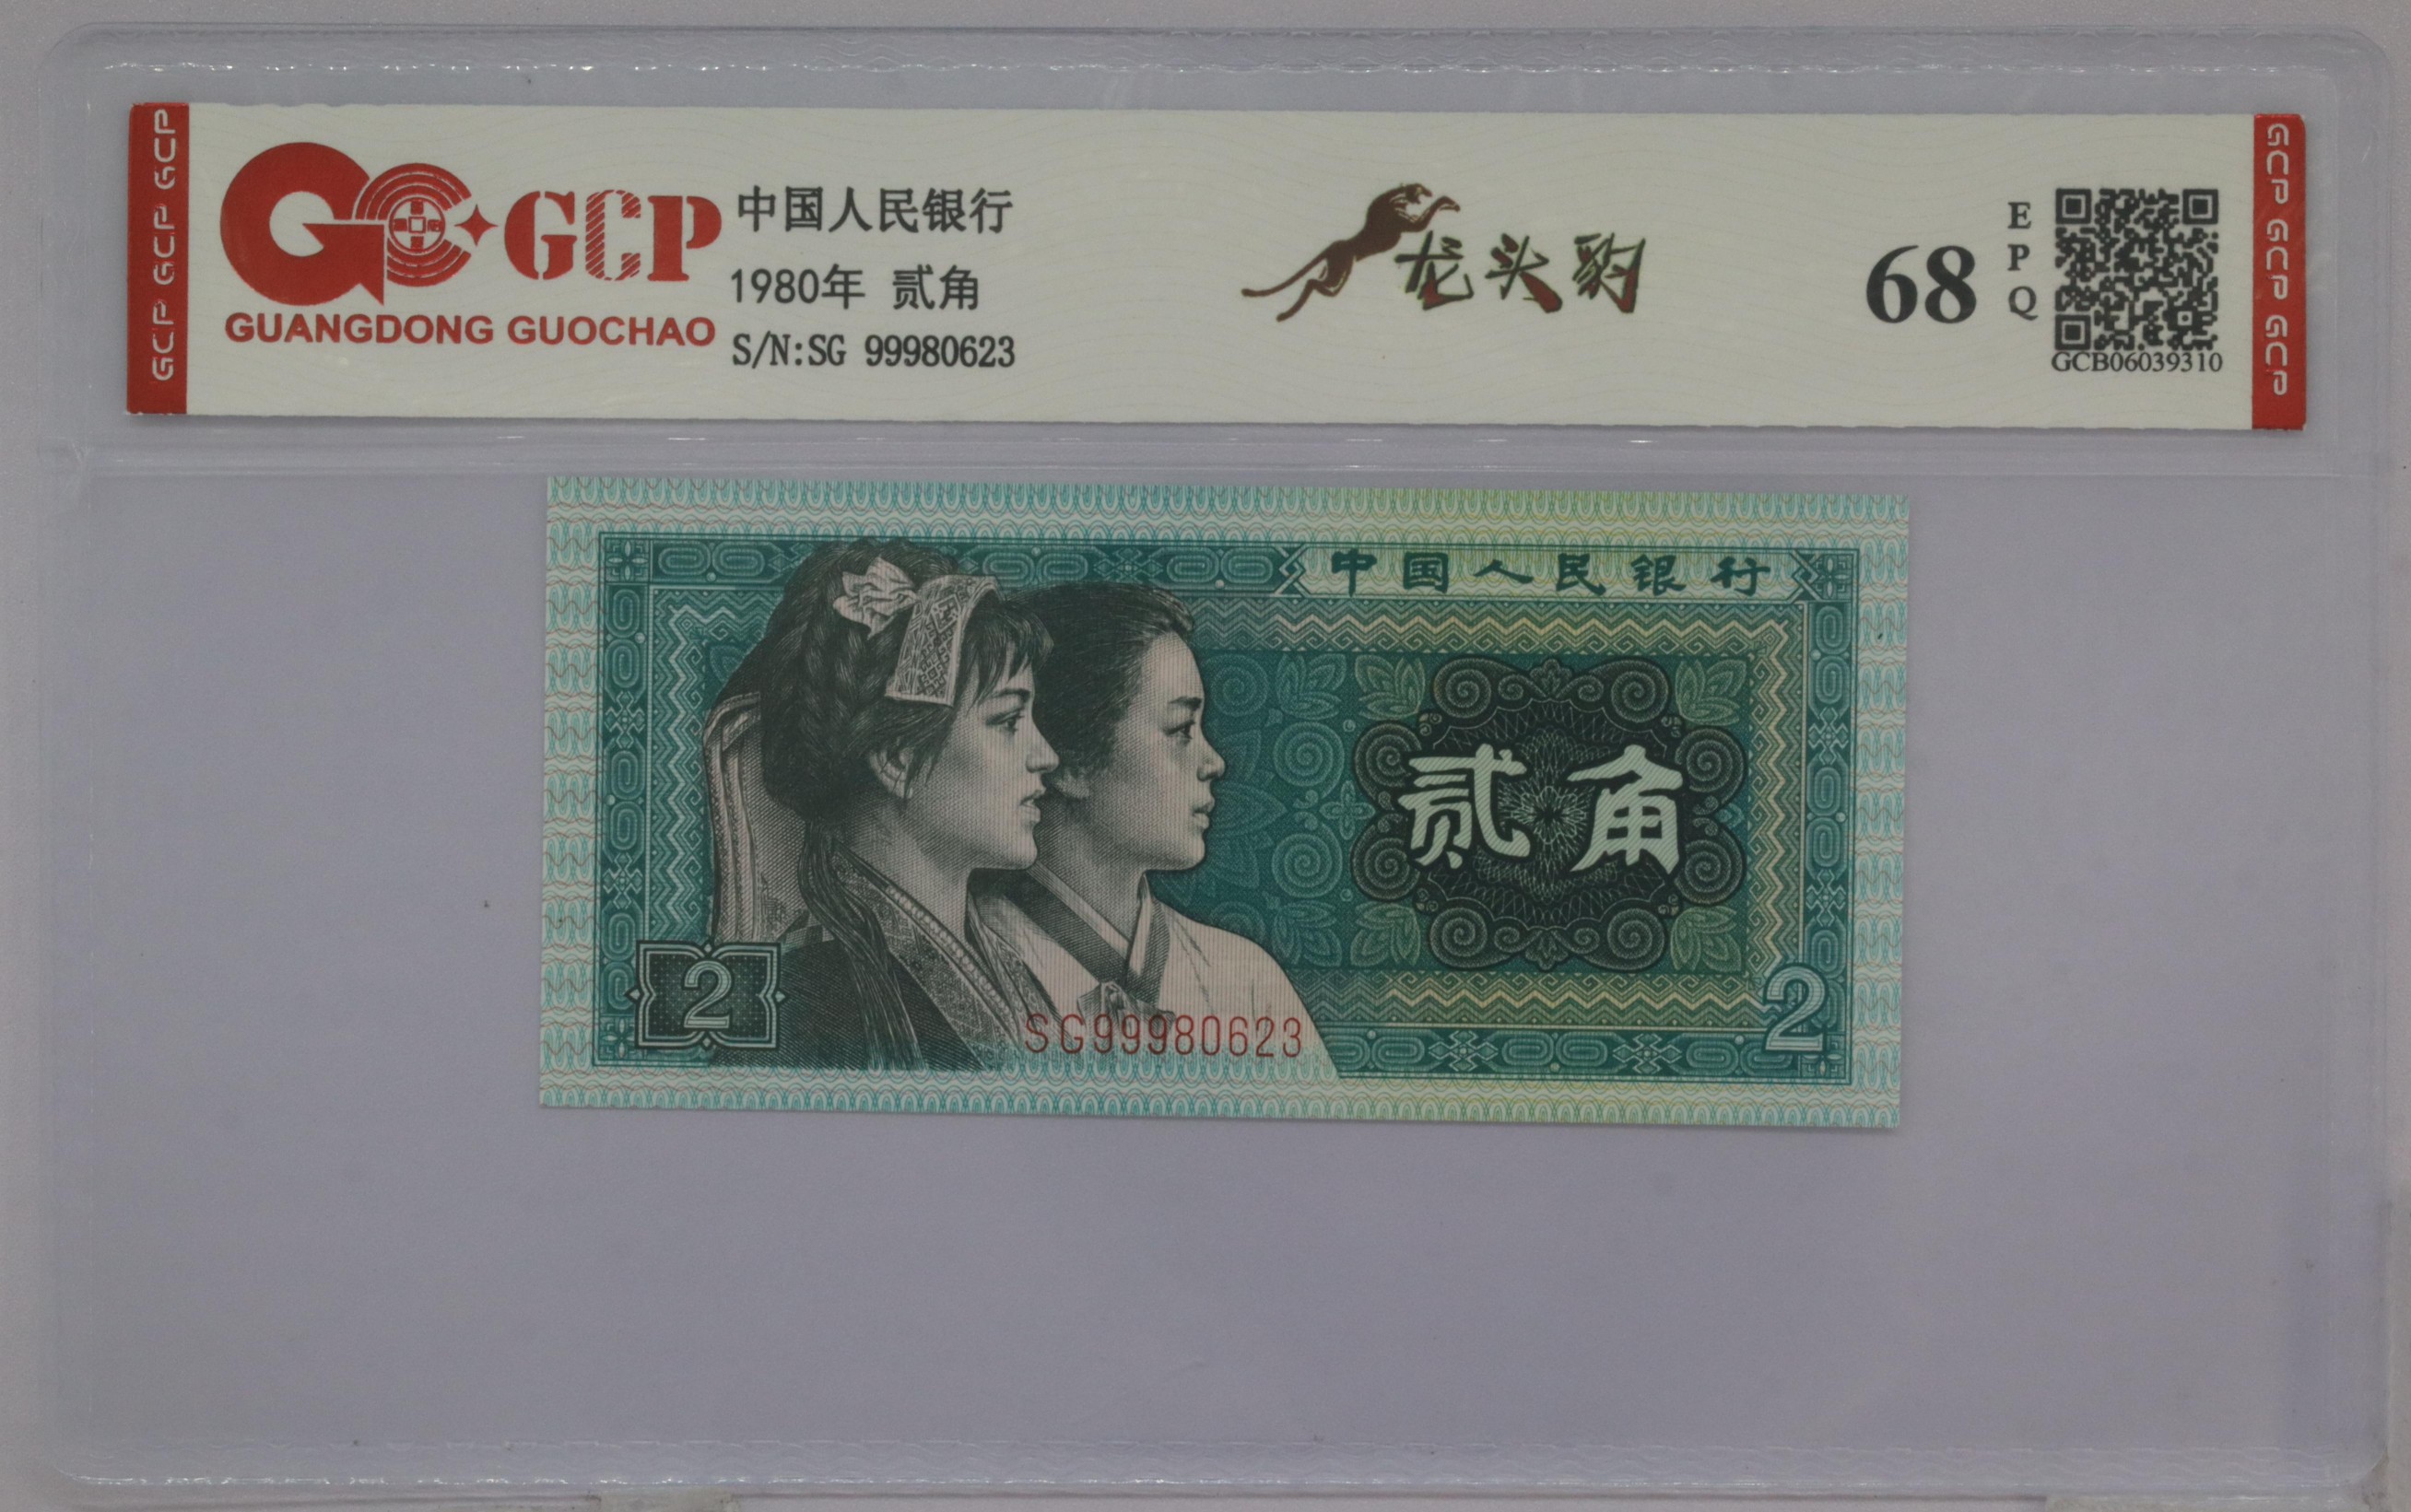 GCP GCP GCP
GCP
GUANGDONG GUOCHAO
中国人民银行
1980年 贰角
S/N:SG 99980623
龙头豹
68
E
P
Q
GCB06039310
GCP GCP GCP
中国人民银行
贰角
2
SG99980623
2